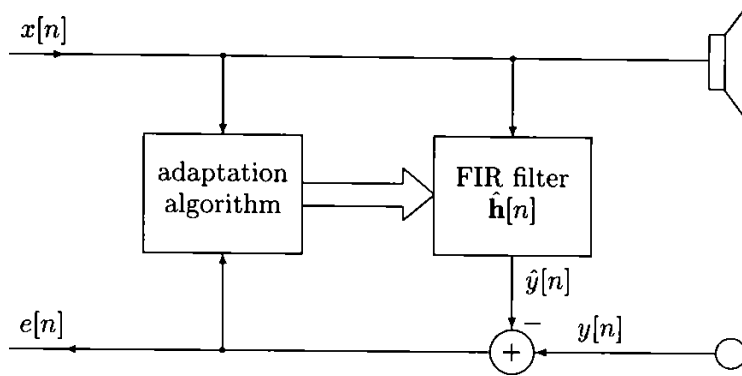 x[n]
adaptation
algorithm
FIR filter
ĥ[n]
ŷ[n]
−
e[n]
y[n]
+